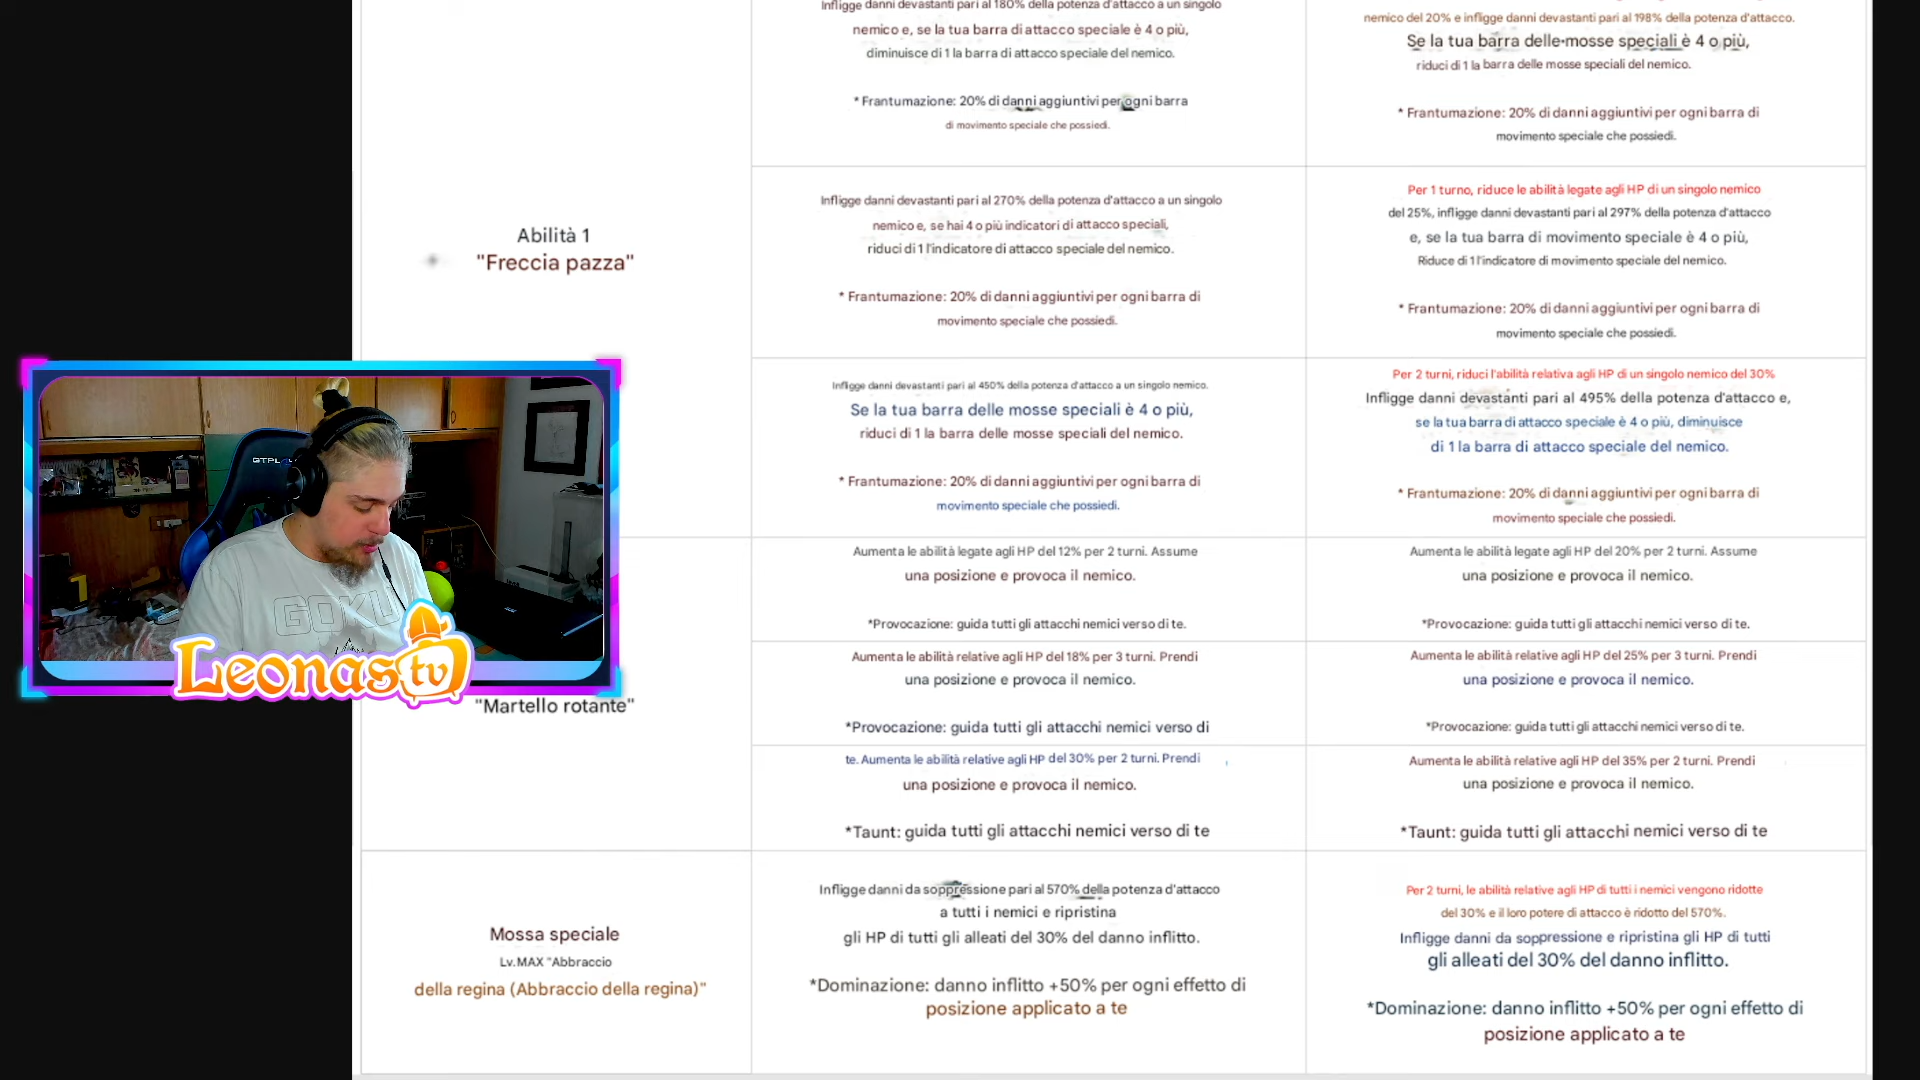 Infligge danni devastanti pari al 180% della potenza d'attacco a un singolo
nemico e, se la tua barra di attacco speciale è 4 o più,
diminuisce di 1 la barra di attacco speciale del nemico.
* Frantumazione: 20% di danni aggiuntivi per ogni barra
di movimento speciale che possiedi.
nemico del 20% e infligge danni devastanti pari al 198% della potenza d'attacco.
Se la tua barra delle mosse speciali è 4 o più,
riduci di 1 la barra delle mosse speciali del nemico.
* Frantumazione: 20% di danni aggiuntivi per ogni barra di
movimento speciale che possiedi.
Abilità 1
"Freccia pazza"
Infligge danni devastanti pari al 270% della potenza d'attacco a un singolo
nemico e, se hai 4 o più indicatori di attacco speciali,
riduci di 1 l'indicatore di attacco speciale del nemico.
* Frantumazione: 20% di danni aggiuntivi per ogni barra di
movimento speciale che possiedi.
Per 1 turno, riduce le abilità legate agli HP di un singolo nemico
del 25%, infligge danni devastanti pari al 297% della potenza d'attacco
e, se la tua barra di movimento speciale è 4 o più,
Riduce di 1 l'indicatore di movimento speciale del nemico.
* Frantumazione: 20% di danni aggiuntivi per ogni barra di
movimento speciale che possiedi.
Infligge danni devastanti pari al 450% della potenza d'attacco a un singolo nemico.
Se la tua barra delle mosse speciali è 4 o più,
riduci di 1 la barra delle mosse speciali del nemico.
* Frantumazione: 20% di danni aggiuntivi per ogni barra di
movimento speciale che possiedi.
Per 2 turni, riduci l'abilità relativa agli HP di un singolo nemico del 30%
Infligge danni devastanti pari al 495% della potenza d'attacco e,
se la tua barra di attacco speciale è 4 o più, diminuisce
di 1 la barra di attacco speciale del nemico.
* Frantumazione: 20% di danni aggiuntivi per ogni barra di
movimento speciale che possiedi.
"Martello rotante"
Aumenta le abilità legate agli HP del 12% per 2 turni. Assume
una posizione e provoca il nemico.
*Provocazione: guida tutti gli attacchi nemici verso di te.
Aumenta le abilità legate agli HP del 20% per 2 turni. Assume
una posizione e provoca il nemico.
*Provocazione: guida tutti gli attacchi nemici verso di te.
Aumenta le abilità relative agli HP del 18% per 3 turni. Prendi
una posizione e provoca il nemico.
*Provocazione: guida tutti gli attacchi nemici verso di
Aumenta le abilità relative agli HP del 25% per 3 turni. Prendi
una posizione e provoca il nemico.
*Provocazione: guida tutti gli attacchi nemici verso di te.
te. Aumenta le abilità relative agli HP del 30% per 2 turni. Prendi
una posizione e provoca il nemico.
*Taunt: guida tutti gli attacchi nemici verso di te
Aumenta le abilità relative agli HP del 35% per 2 turni. Prendi
una posizione e provoca il nemico.
*Taunt: guida tutti gli attacchi nemici verso di te
Mossa speciale
Lv.MAX "Abbraccio
della regina (Abbraccio della regina)"
Infligge danni da soppressione pari al 570% della potenza d'attacco
a tutti i nemici e ripristina
gli HP di tutti gli alleati del 30% del danno inflitto.
*Dominazione: danno inflitto +50% per ogni effetto di
posizione applicato a te
Per 2 turni, le abilità relative agli HP di tutti i nemici vengono ridotte
del 30% e il loro potere di attacco è ridotto del 570%.
Infligge danni da soppressione e ripristina gli HP di tutti
gli alleati del 30% del danno inflitto.
*Dominazione: danno inflitto +50% per ogni effetto di
posizione applicato a te
GOKU
Leonas tv